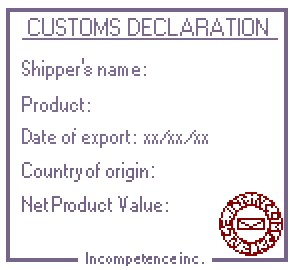 CUSTOMS DECLARATION
Shipper's name:
Product:
Date of export: xx/xx/xx
Country of origin:
Net Product Value:
Incompetence inc.